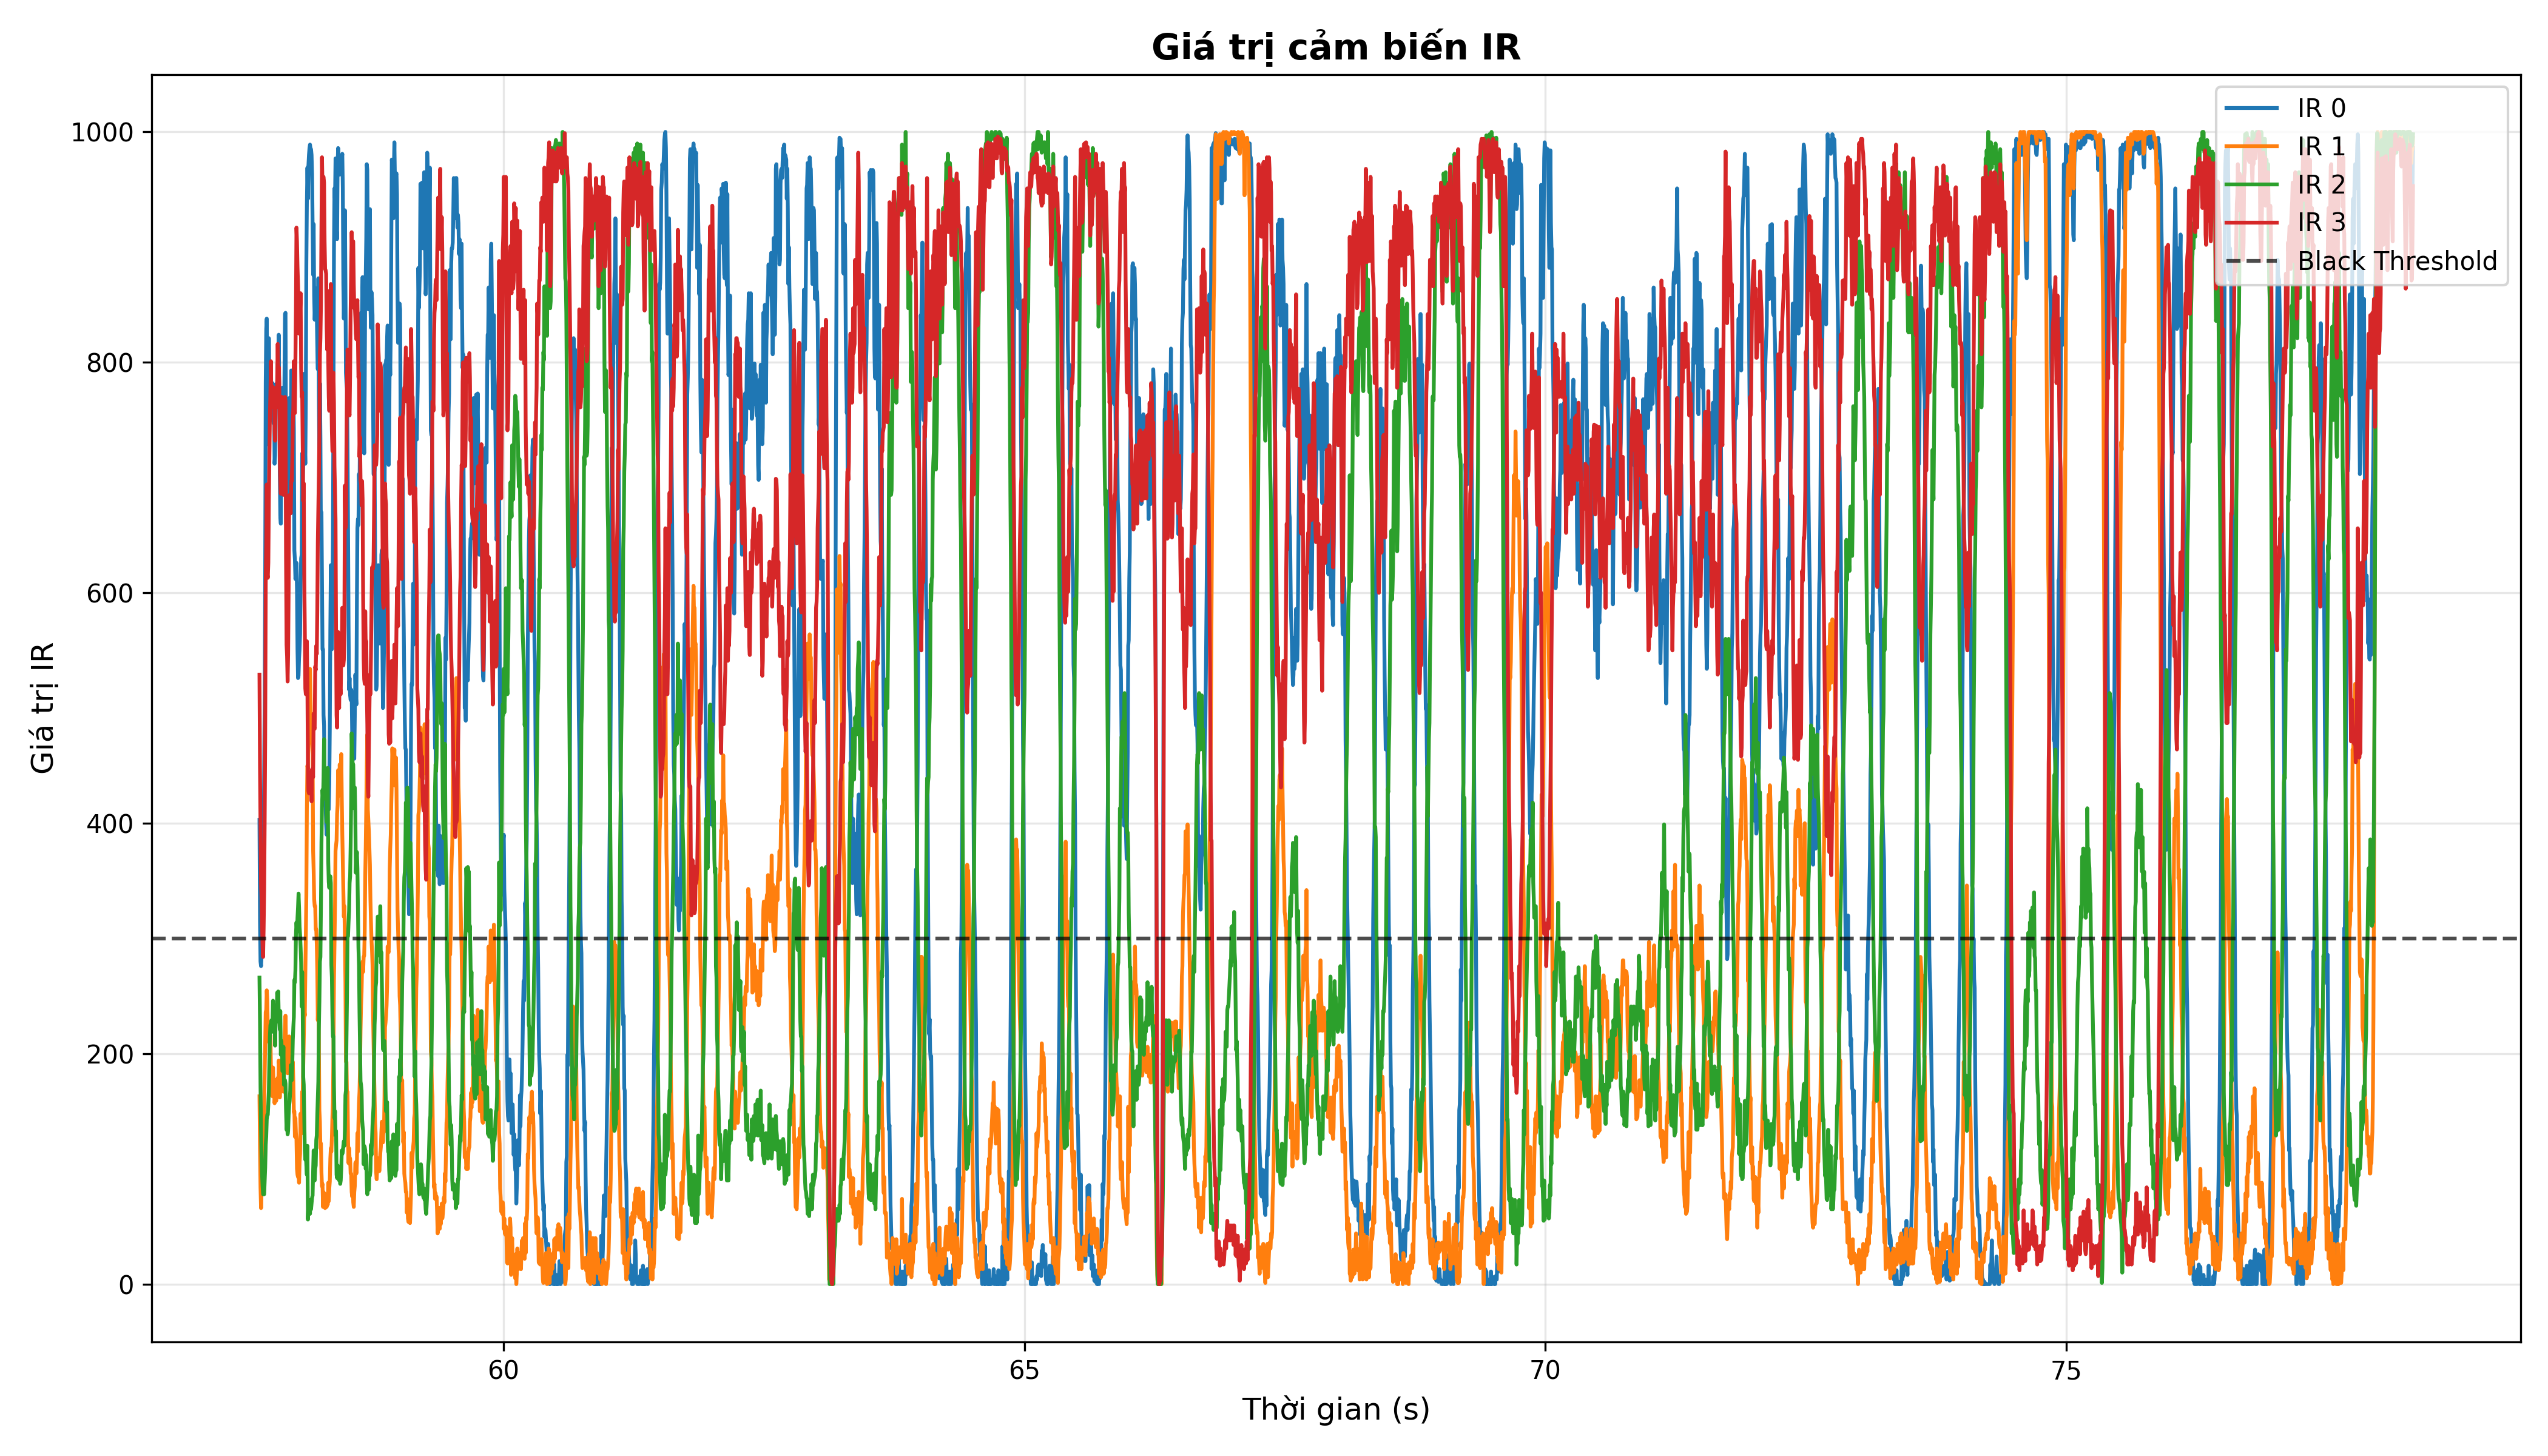 Giá trị cảm biến IR
IR 0
IR 1
IR 2
IR 3
Black Threshold
Giá trị IR
1000
800
600
400
200
0
60
65
70
75
Thời gian (s)